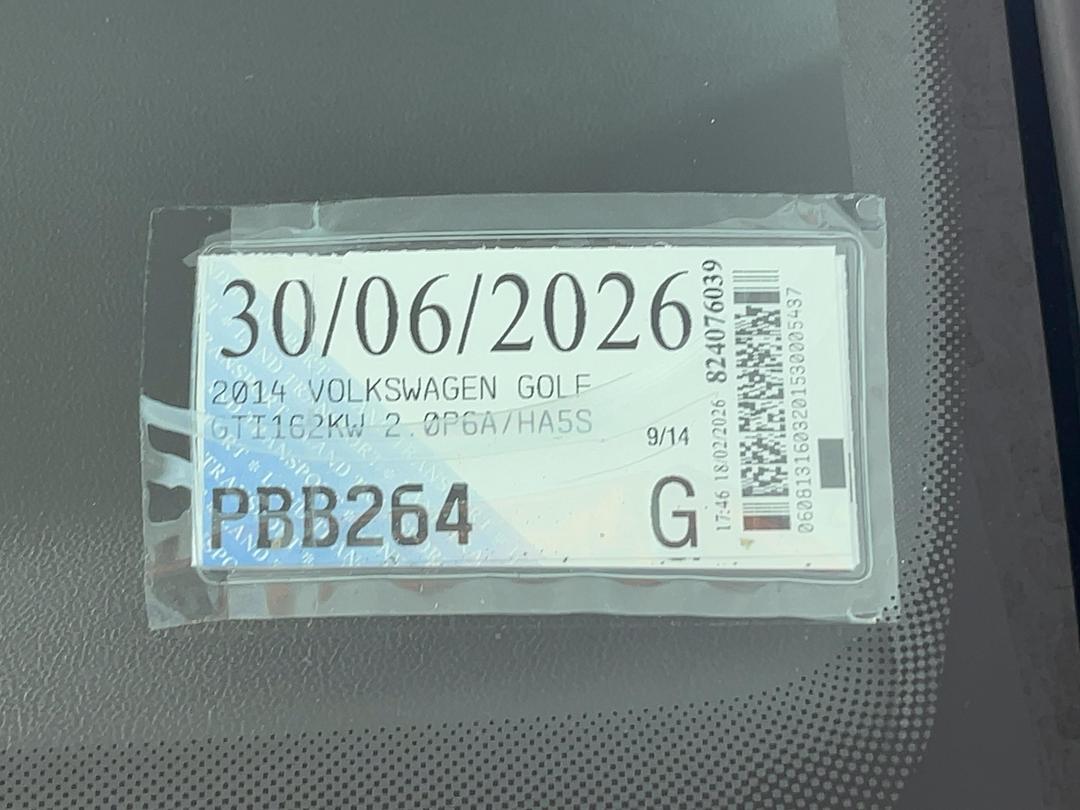 30/06/2026
2014 VOLKSWAGEN GOLF
GTI162KW 2.0P6A/HA5S
9/14
PBB264
G
17:46 18/02/2026 824076039
0608131603201530005437